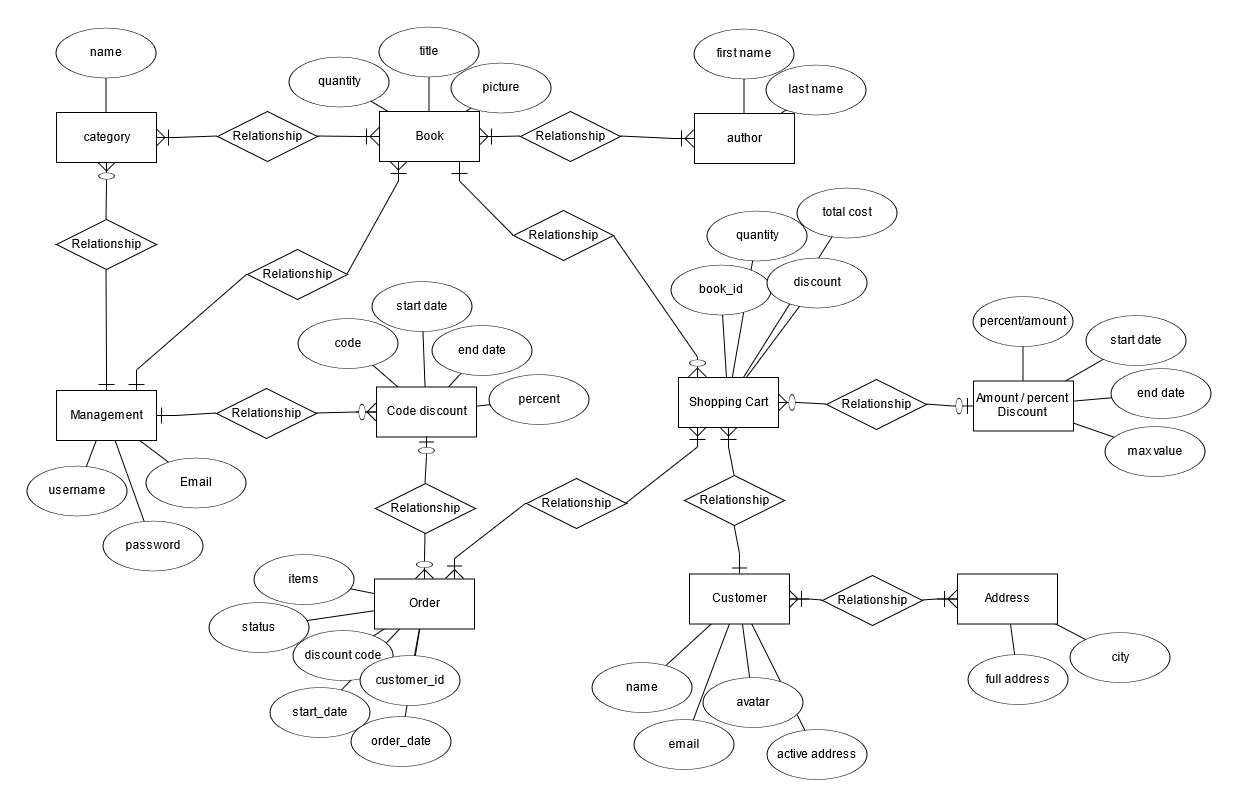 name
title
quantity
picture
first name
last name
category
Relationship
Book
Relationship
author
Relationship
Relationship
Relationship
total cost
quantity
book_id
discount
start date
code
end date
percent
percent/amount
start date
end date
max value
Management
Relationship
Code discount
Shopping Cart
Relationship
Amount / percent
Discount
username
Email
password
Relationship
Relationship
Relationship
items
status
discount code
customer_id
start_date
order_date
Order
Customer
Relationship
Address
name
avatar
email
active address
full address
city